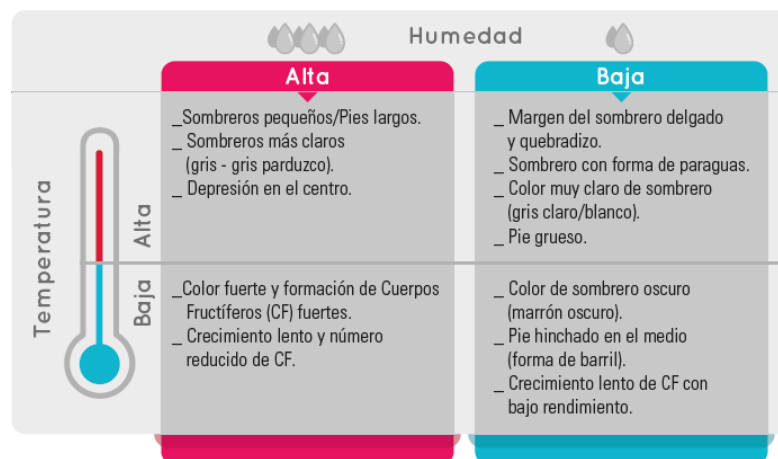 Humedad
Alta
Baja
Temperatura
Alta
_Sombreros pequeños/Pies largos.
_ Sombreros más claros
(gris - gris parduzco).
_ Depresión en el centro.
_ Margen del sombrero delgado
y quebradizo.
_ Sombrero con forma de paraguas.
_ Color muy claro de sombrero
(gris claro/blanco).
_ Pie grueso.
Baja
_Color fuerte y formación de Cuerpos
Fructíferos (CF) fuertes.
_ Crecimiento lento y número
reducido de CF.
_ Color de sombrero oscuro
(marrón oscuro).
_ Pie hinchado en el medio
(forma de barril).
_ Crecimiento lento de CF con
bajo rendimiento.